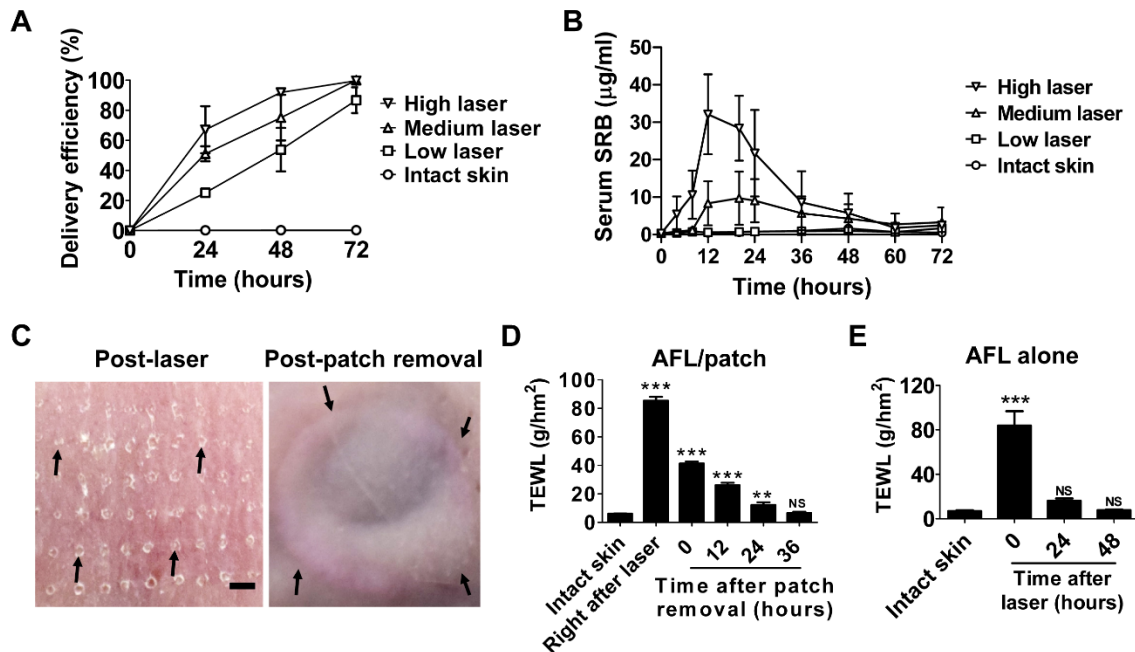 A
Delivery efficiency (%)
100
80
60
40
20
0
0 24 48 72
Time (hours)
High laser
Medium laser
Low laser
Intact skin
B
Serum SRB (μg/ml)
50
40
30
20
10
0
0 12 24 36 48 60 72
Time (hours)
High laser
Medium laser
Low laser
Intact skin
C
Post-laser
Post-patch removal
D
AFL/patch
TEWL (g/hm²)
100
80
60
40
20
0
***
***
***
**
NS
Intact skin
Right after laser
0 12 24 36
Time after patch
removal (hours)
E
AFL alone
TEWL (g/hm²)
120
80
40
0
***
NS
NS
Intact skin
0 24 48
Time after
laser (hours)